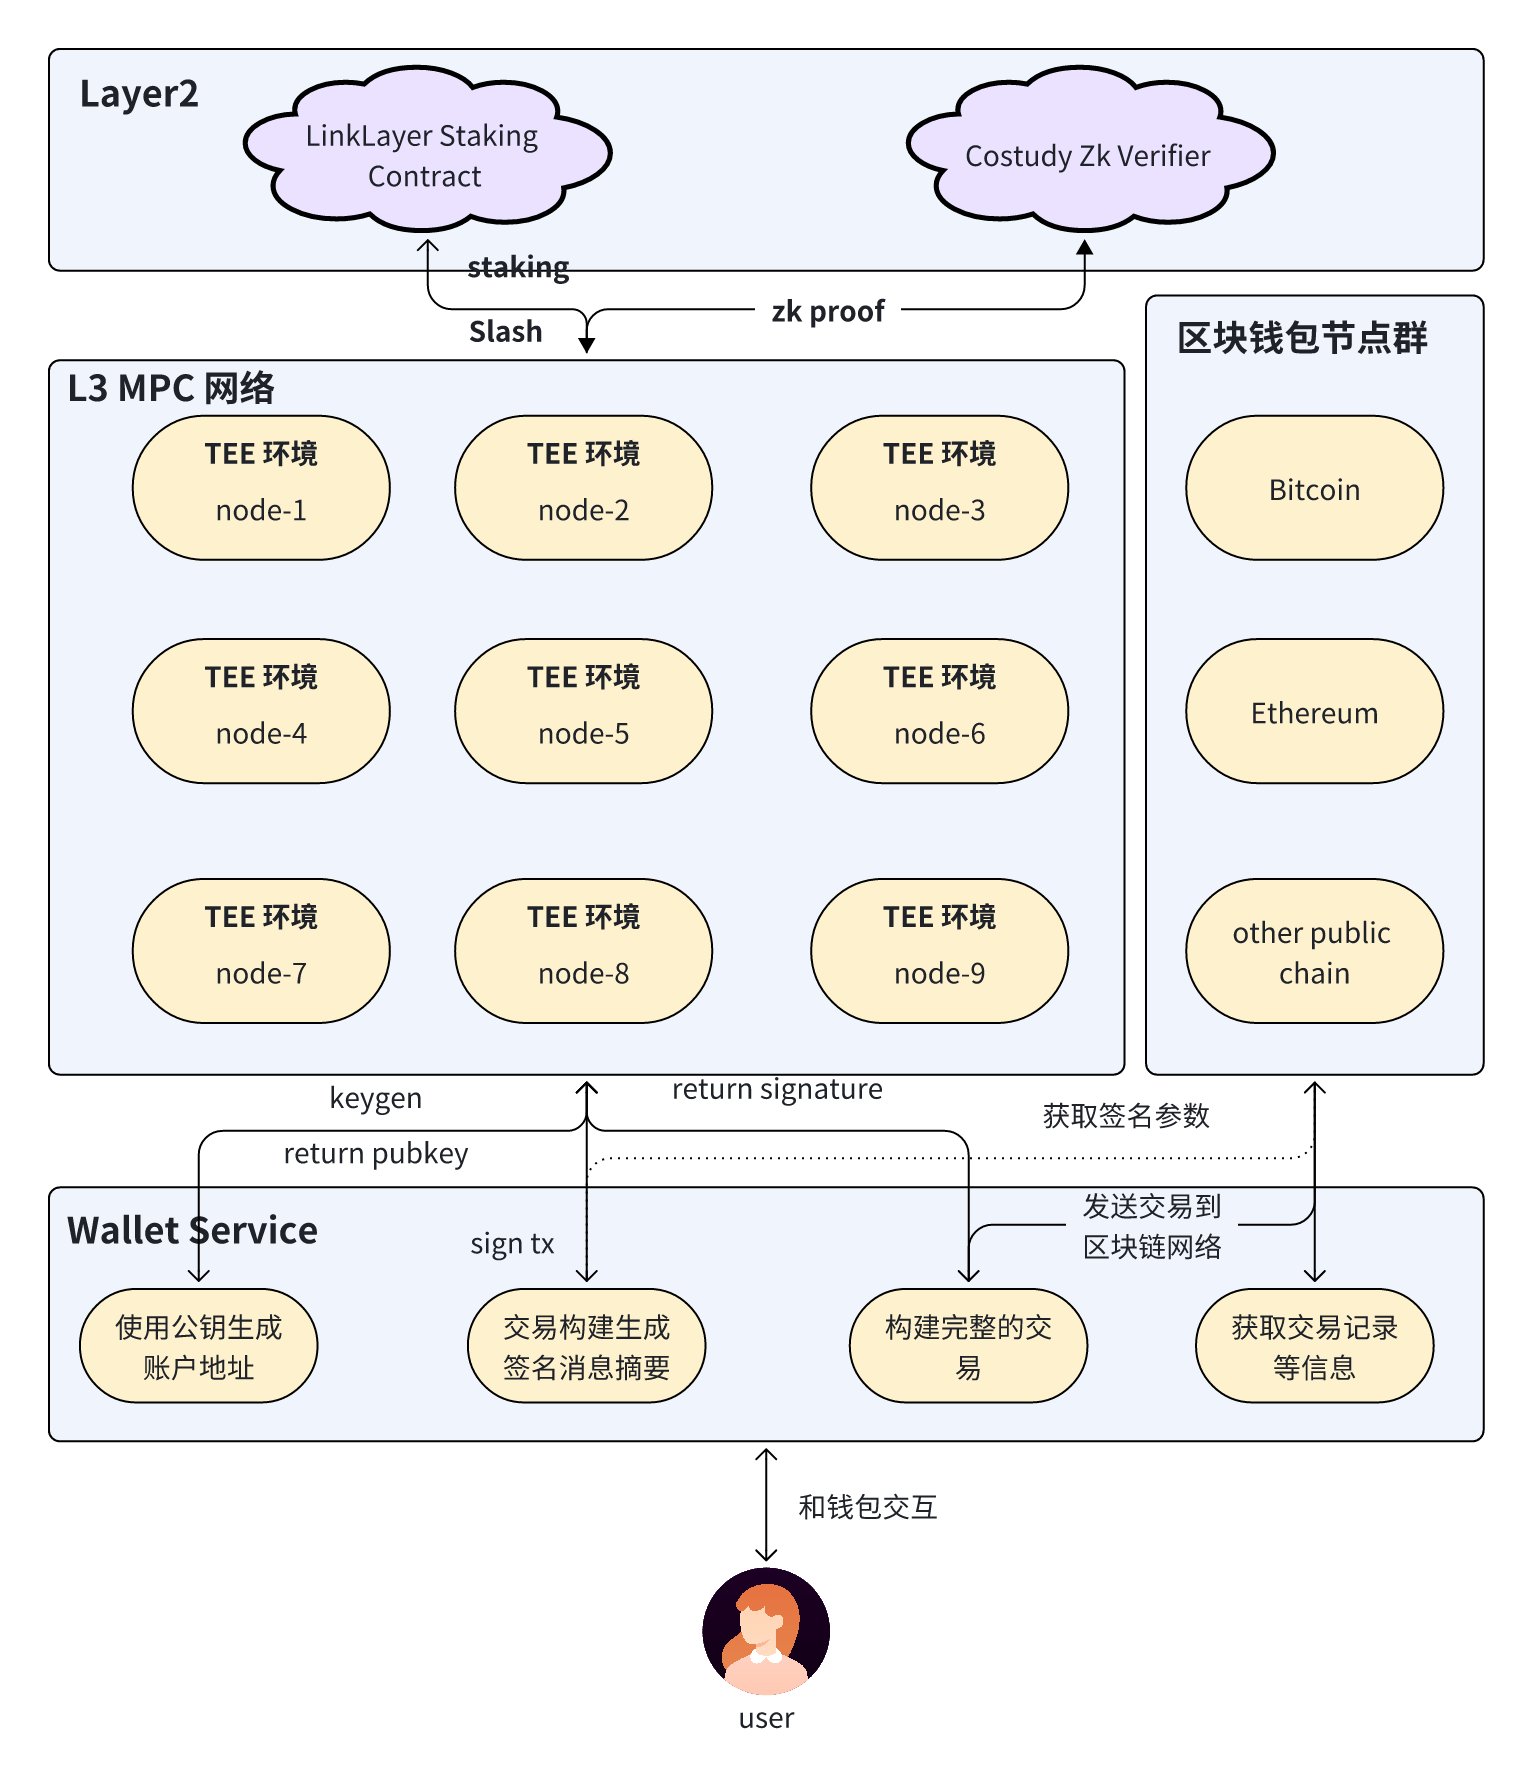 Layer2
LinkLayer Staking
Contract
Costudy Zk Verifier
staking
Slash
zk proof
区块钱包节点群
L3 MPC 网络
TEE 环境
node-1
TEE 环境
node-2
TEE 环境
node-3
Bitcoin
TEE 环境
node-4
TEE 环境
node-5
TEE 环境
node-6
Ethereum
TEE 环境
node-7
TEE 环境
node-8
TEE 环境
node-9
other public
chain
keygen
return pubkey
return signature
获取签名参数
Wallet Service
sign tx
发送交易到
区块链网络
使用公钥生成
账户地址
交易构建生成
签名消息摘要
构建完整的交
易
获取交易记录
等信息
和钱包交互
user